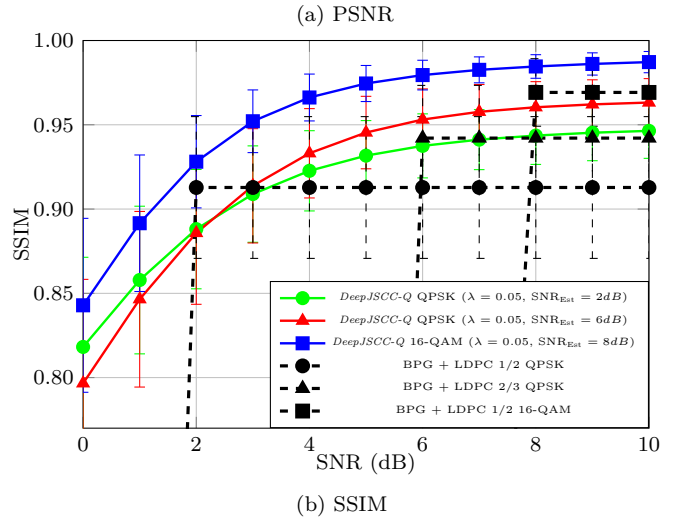 (a) PSNR
1.00
0.95
0.90
0.85
0.80
SSIM
DeepJSCC-Q QPSK (λ = 0.05, SNR_Est = 2dB)
DeepJSCC-Q QPSK (λ = 0.05, SNR_Est = 6dB)
DeepJSCC-Q 16-QAM (λ = 0.05, SNR_Est = 8dB)
BPG + LDPC 1/2 QPSK
BPG + LDPC 2/3 QPSK
BPG + LDPC 1/2 16-QAM
0 2 4 6 8 10
SNR (dB)
(b) SSIM